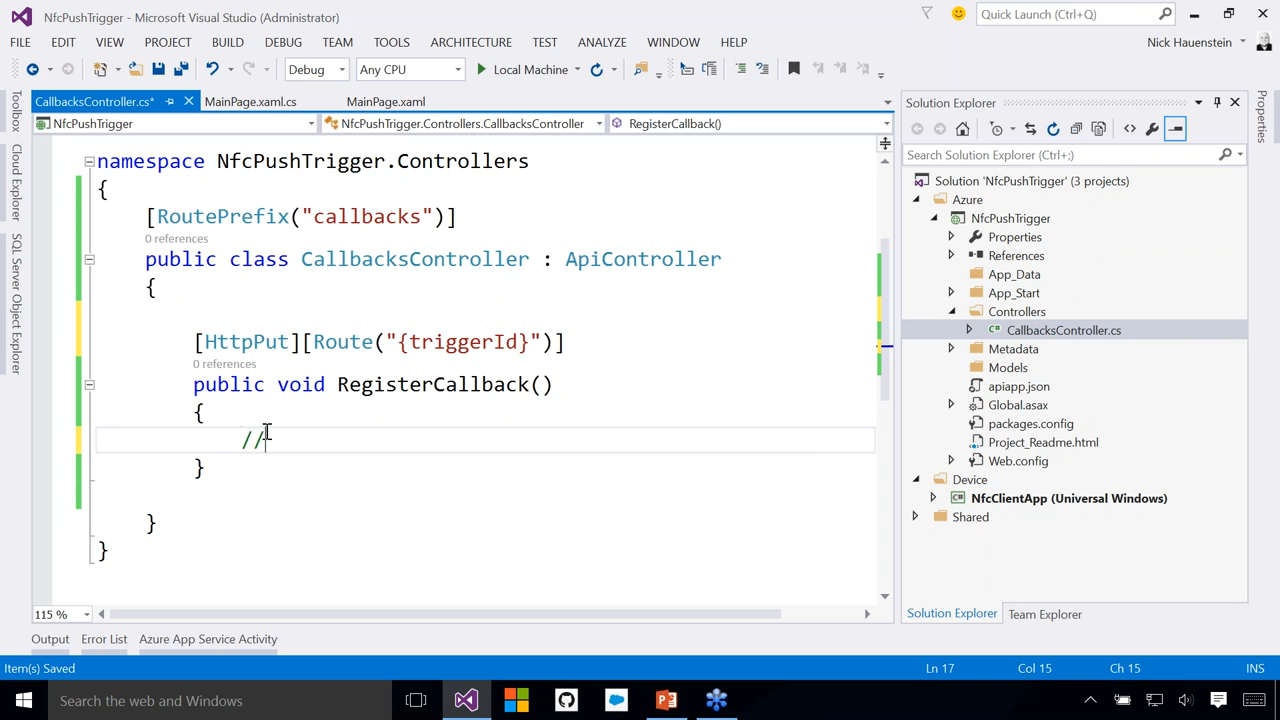 NfcPushTrigger - Microsoft Visual Studio (Administrator)
Quick Launch (Ctrl+Q)
FILE EDIT VIEW PROJECT BUILD DEBUG TEAM TOOLS ARCHITECTURE TEST ANALYZE WINDOW HELP
Nick Hauenstein
Debug Any CPU Local Machine
CallbacksController.cs* MainPage.xaml.cs MainPage.xaml
NfcPushTrigger NfcPushTrigger.Controllers.CallbacksController RegisterCallback()
namespace NfcPushTrigger.Controllers
{
[RoutePrefix("callbacks")]
0 references
public class CallbacksController : ApiController
{
[HttpPut][Route("{triggerId}")]
0 references
public void RegisterCallback()
{
//
}
}
}
115 %
Toolbox
Cloud Explorer
SQL Server Object Explorer
Solution Explorer
Search Solution Explorer (Ctrl+;)
Solution 'NfcPushTrigger' (3 projects)
Azure
NfcPushTrigger
Properties
References
App_Data
App_Start
Controllers
CallbacksController.cs
Metadata
Models
apiapp.json
Global.asax
packages.config
Project_Readme.html
Web.config
Device
NfcClientApp (Universal Windows)
Shared
Solution Explorer Team Explorer
Properties
Output Error List Azure App Service Activity
Item(s) Saved Ln 17 Col 15 Ch 15 INS
Search the web and Windows